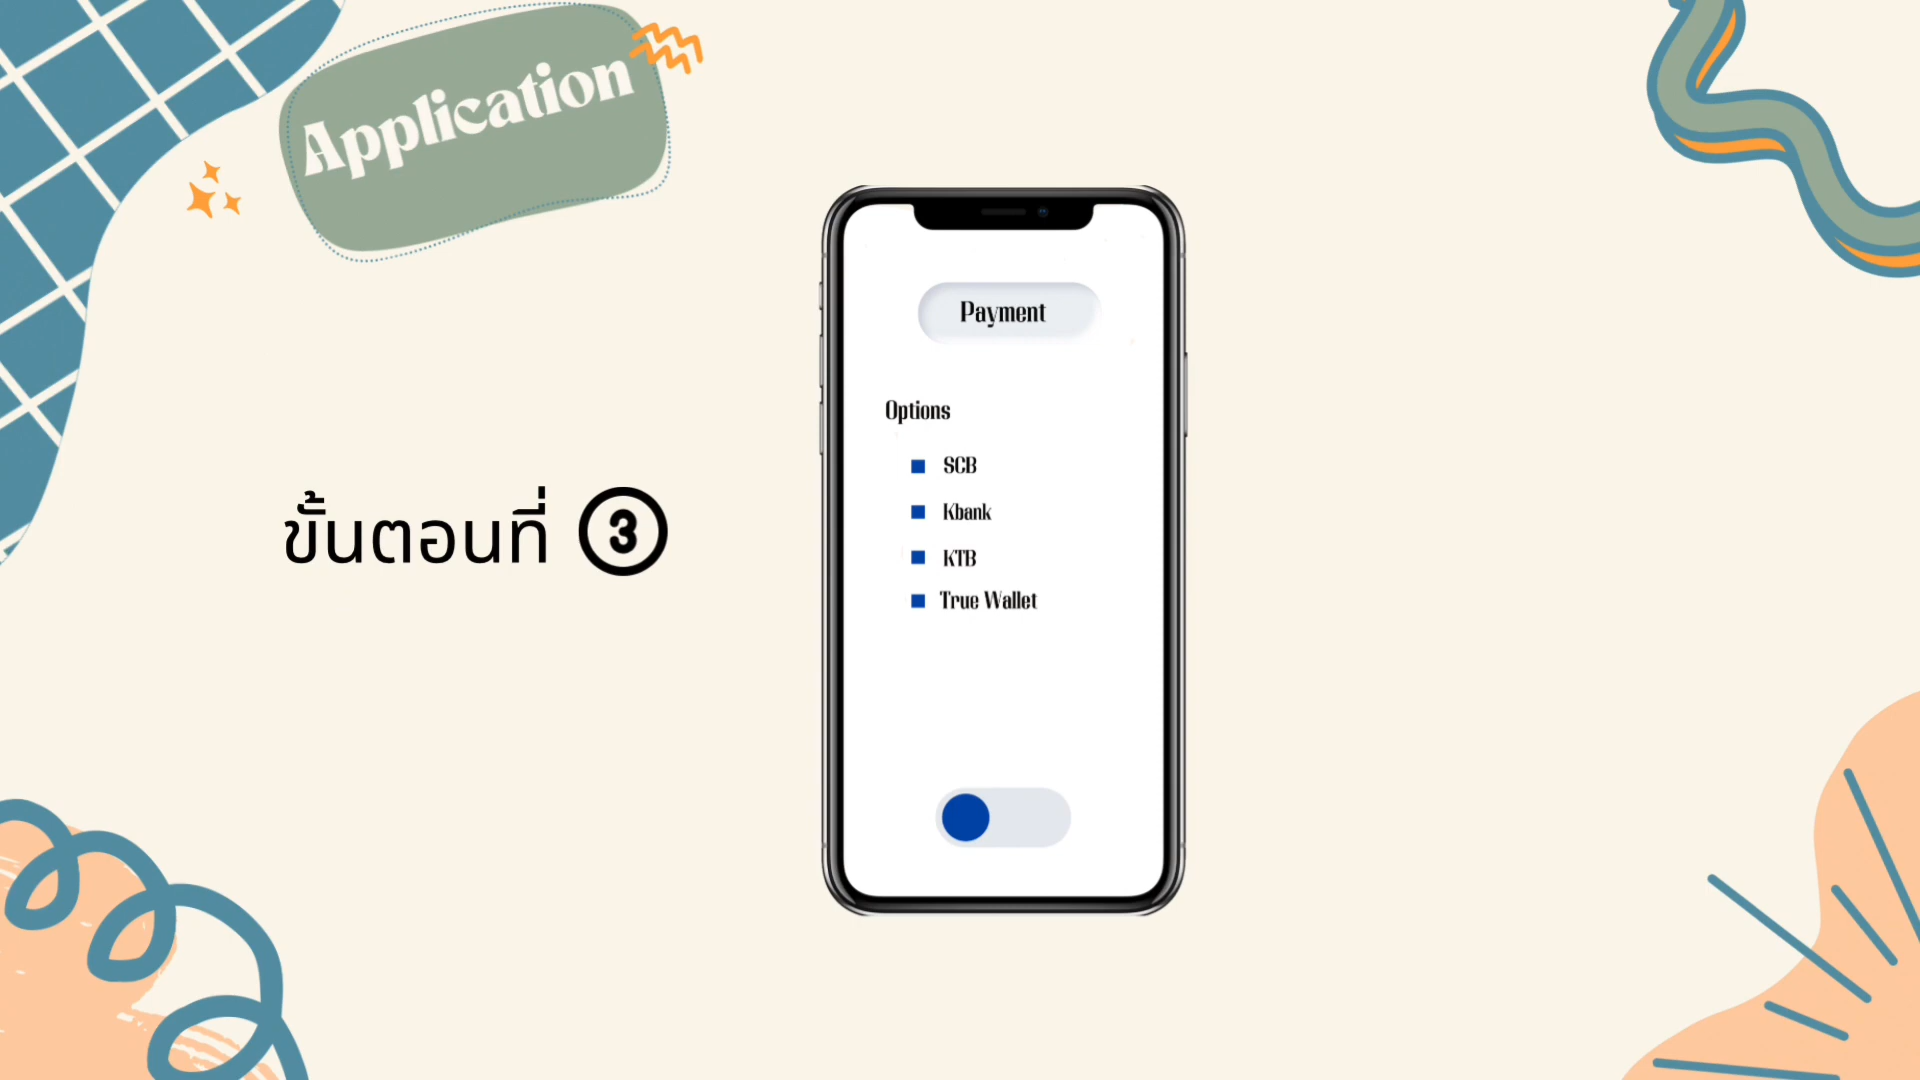 Application
ขั้นตอนที่ 3
Payment
Options
SCB
Kbank
KTB
True Wallet